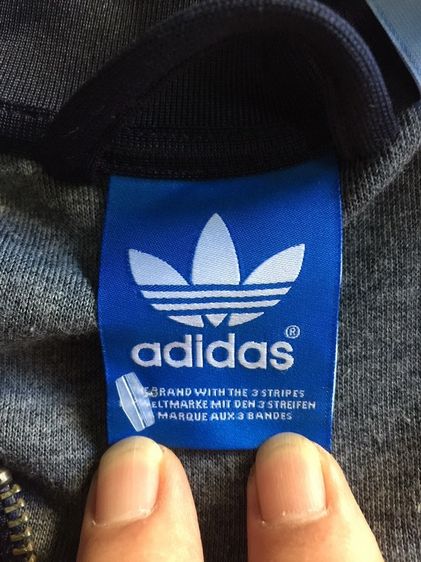 adidas®
BRAND WITH THE 3 STRIPES
MIT DEN 3 STREIFEN
MARQUE AUX 3 BANDES